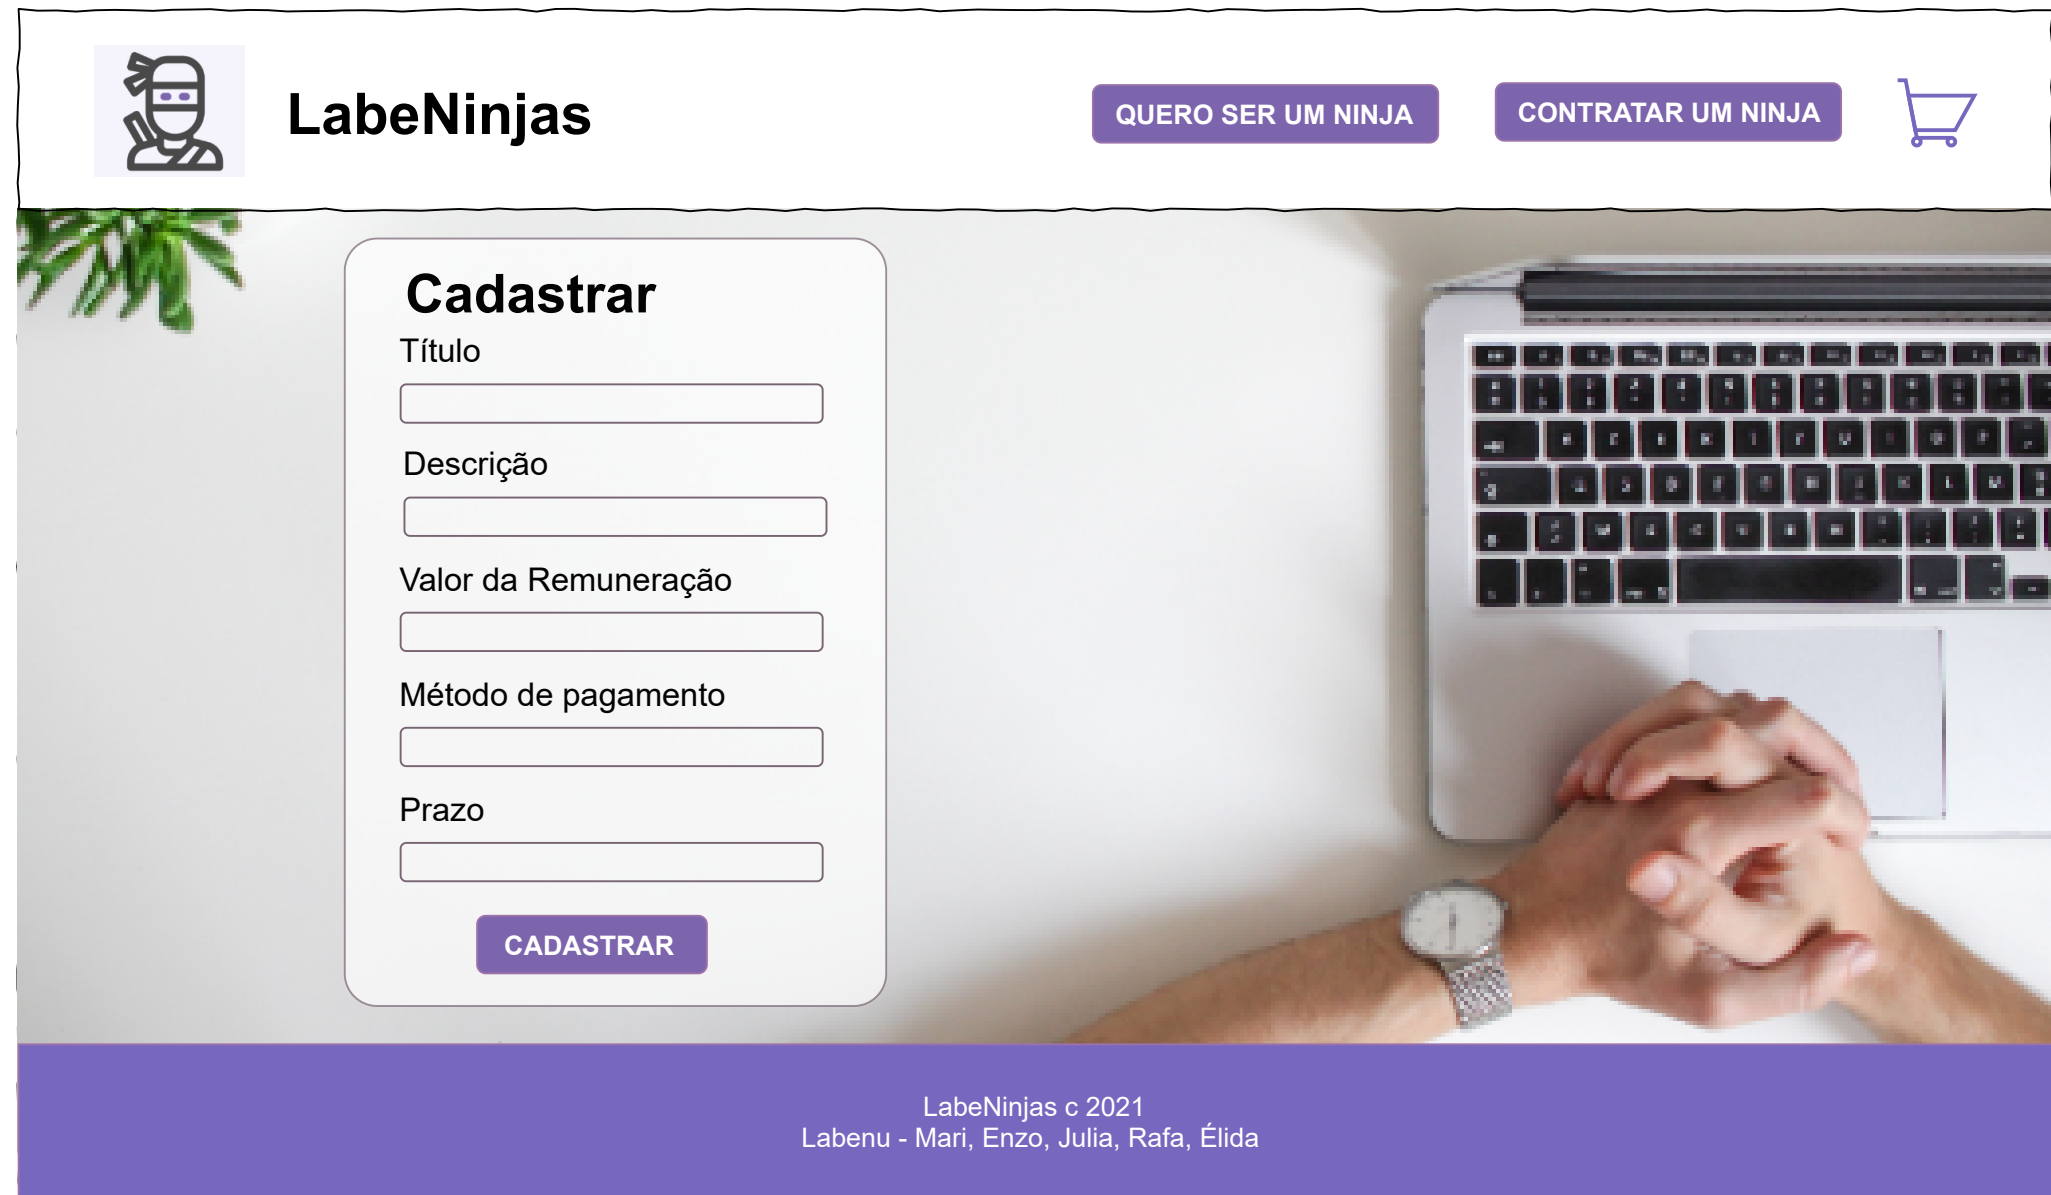 LabeNinjas
QUERO SER UM NINJA
CONTRATAR UM NINJA
Cadastrar
Título
Descrição
Valor da Remuneração
Método de pagamento
Prazo
CADASTRAR
LabeNinjas c 2021
Labenu - Mari, Enzo, Julia, Rafa, Élida